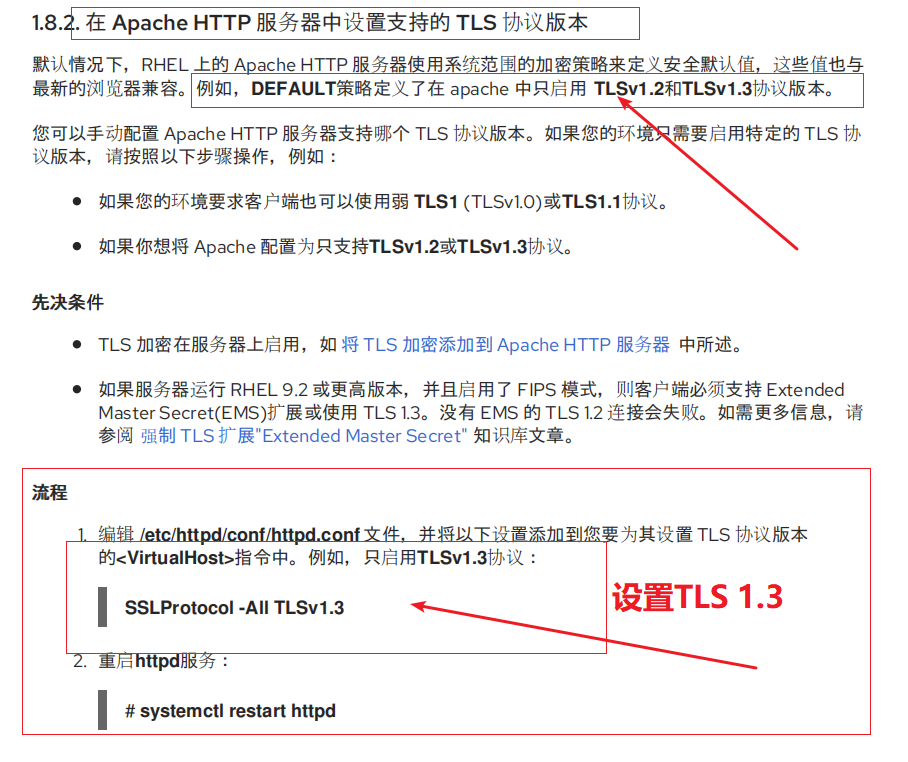 1.8.2. 在 Apache HTTP 服务器中设置支持的 TLS 协议版本
默认情况下，RHEL 上的 Apache HTTP 服务器使用系统范围的加密策略来定义安全默认值，这些值也与
最新的浏览器兼容。例如，DEFAULT策略定义了在 apache 中只启用 TLSv1.2和TLSv1.3协议版本。
您可以手动配置 Apache HTTP 服务器支持哪个 TLS 协议版本。如果您的环境只需要启用特定的 TLS 协
议版本，请按照以下步骤操作，例如：
● 如果您的环境要求客户端也可以使用弱 TLS1 (TLSv1.0)或TLS1.1协议。
● 如果你想将 Apache 配置为只支持TLSv1.2或TLSv1.3协议。
先决条件
● TLS 加密在服务器上启用，如 将 TLS 加密添加到 Apache HTTP 服务器 中所述。
● 如果服务器运行 RHEL 9.2 或更高版本，并且启用了 FIPS 模式，则客户端必须支持 Extended
Master Secret(EMS)扩展或使用 TLS 1.3。没有 EMS 的 TLS 1.2 连接会失败。如需更多信息，请
参阅 强制 TLS 扩展"Extended Master Secret" 知识库文章。
流程
1. 编辑 /etc/httpd/conf/httpd.conf 文件，并将以下设置添加到您要为其设置 TLS 协议版本
的<VirtualHost>指令中。例如，只启用TLSv1.3协议：
SSLProtocol -All TLSv1.3
设置TLS 1.3
2. 重启httpd服务：
# systemctl restart httpd